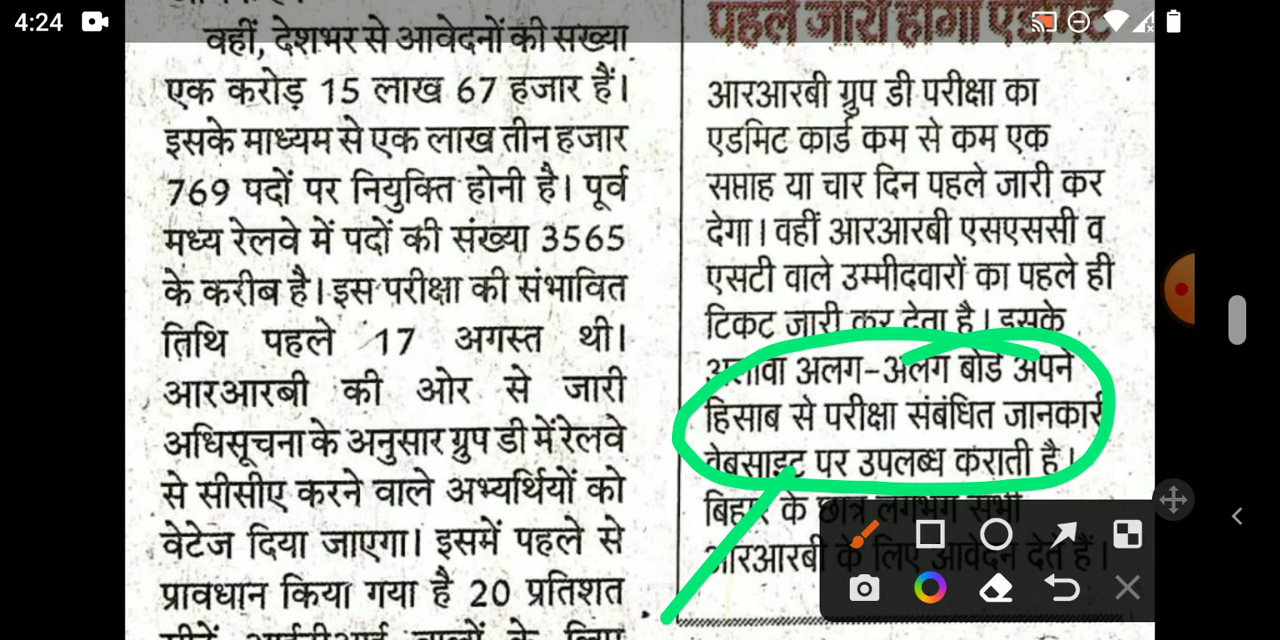 4:24
वहीं, देशभर से आवेदनों की संख्या
एक करोड़ 15 लाख 67 हजार हैं।
इसके माध्यम से एक लाख तीन हजार
769 पदों पर नियुक्ति होनी है। पूर्व
मध्य रेलवे में पदों की संख्या 3565
के करीब है। इस परीक्षा की संभावित
तिथि पहले 17 अगस्त थी।
आरआरबी की ओर से जारी
अधिसूचना के अनुसार ग्रुप डी में रेलवे
से सीसीए करने वाले अभ्यर्थियों को
वेटेज दिया जाएगा। इसमें पहले से
प्रावधान किया गया है 20 प्रतिशत
पहले जारी होगा
आरआरबी ग्रुप डी परीक्षा का
एडमिट कार्ड कम से कम एक
सप्ताह या चार दिन पहले जारी कर
देगा। वहीं आरआरबी एसएससी व
एसटी वाले उम्मीदवारों का पहले ही
टिकट जारी कर देता है। इसके
अलावा अलग-अलग बोर्ड अपने
हिसाब से परीक्षा संबंधित जानकारी
वेबसाइट पर उपलब्ध कराती है।
बिहार के छात्र लगभग सभी
आरआरबी के लिए आवेदन देते हैं।